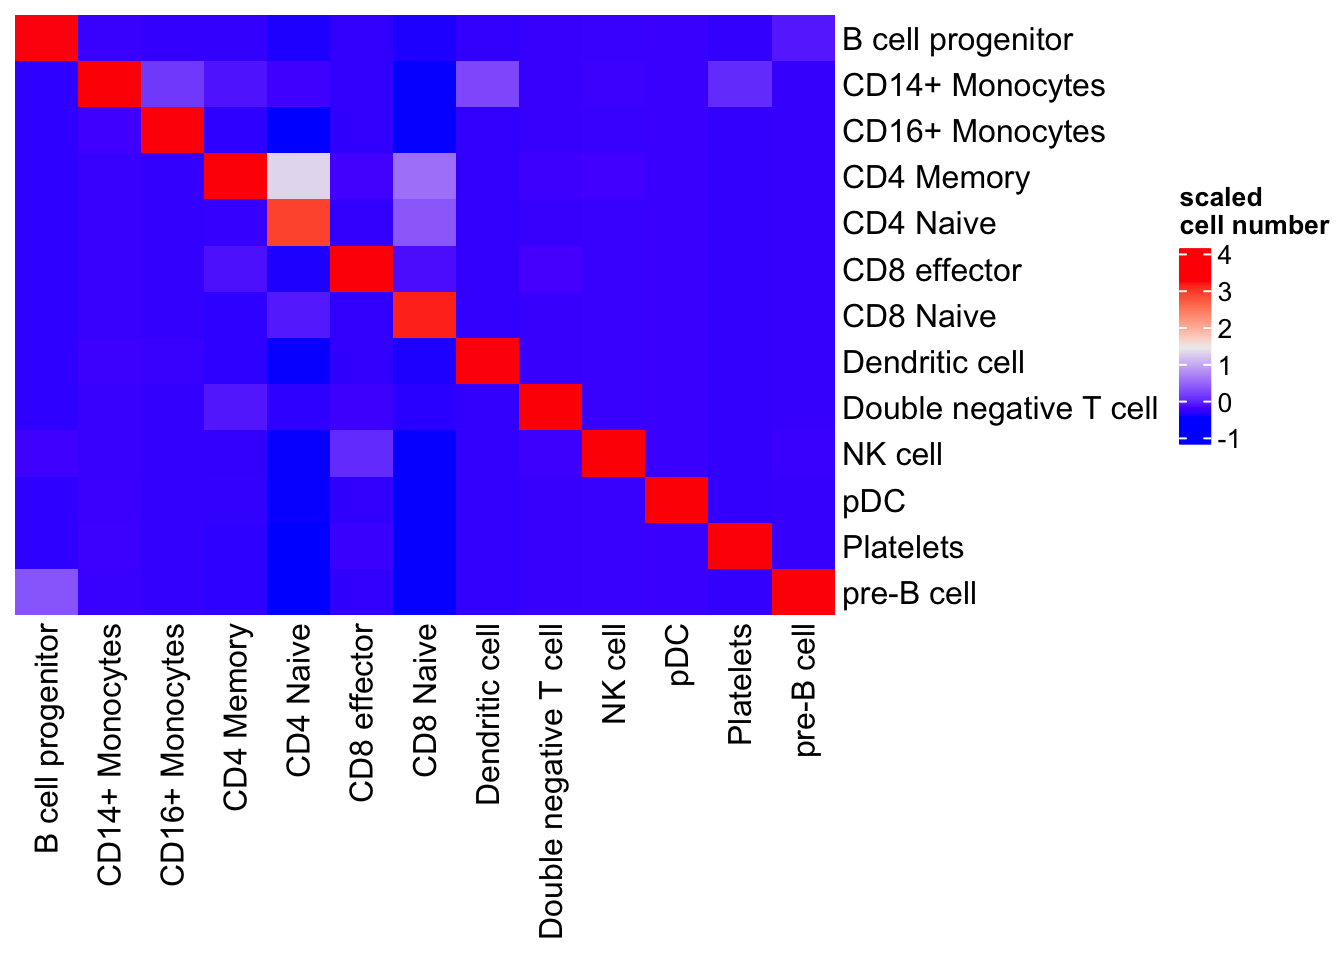 B cell progenitor
CD14+ Monocytes
CD16+ Monocytes
CD4 Memory
CD4 Naive
CD8 effector
CD8 Naive
Dendritic cell
Double negative T cell
NK cell
pDC
Platelets
pre-B cell
scaled
cell number
4
3
2
1
0
-1
B cell progenitor
CD14+ Monocytes
CD16+ Monocytes
CD4 Memory
CD4 Naive
CD8 effector
CD8 Naive
Dendritic cell
Double negative T cell
NK cell
pDC
Platelets
pre-B cell